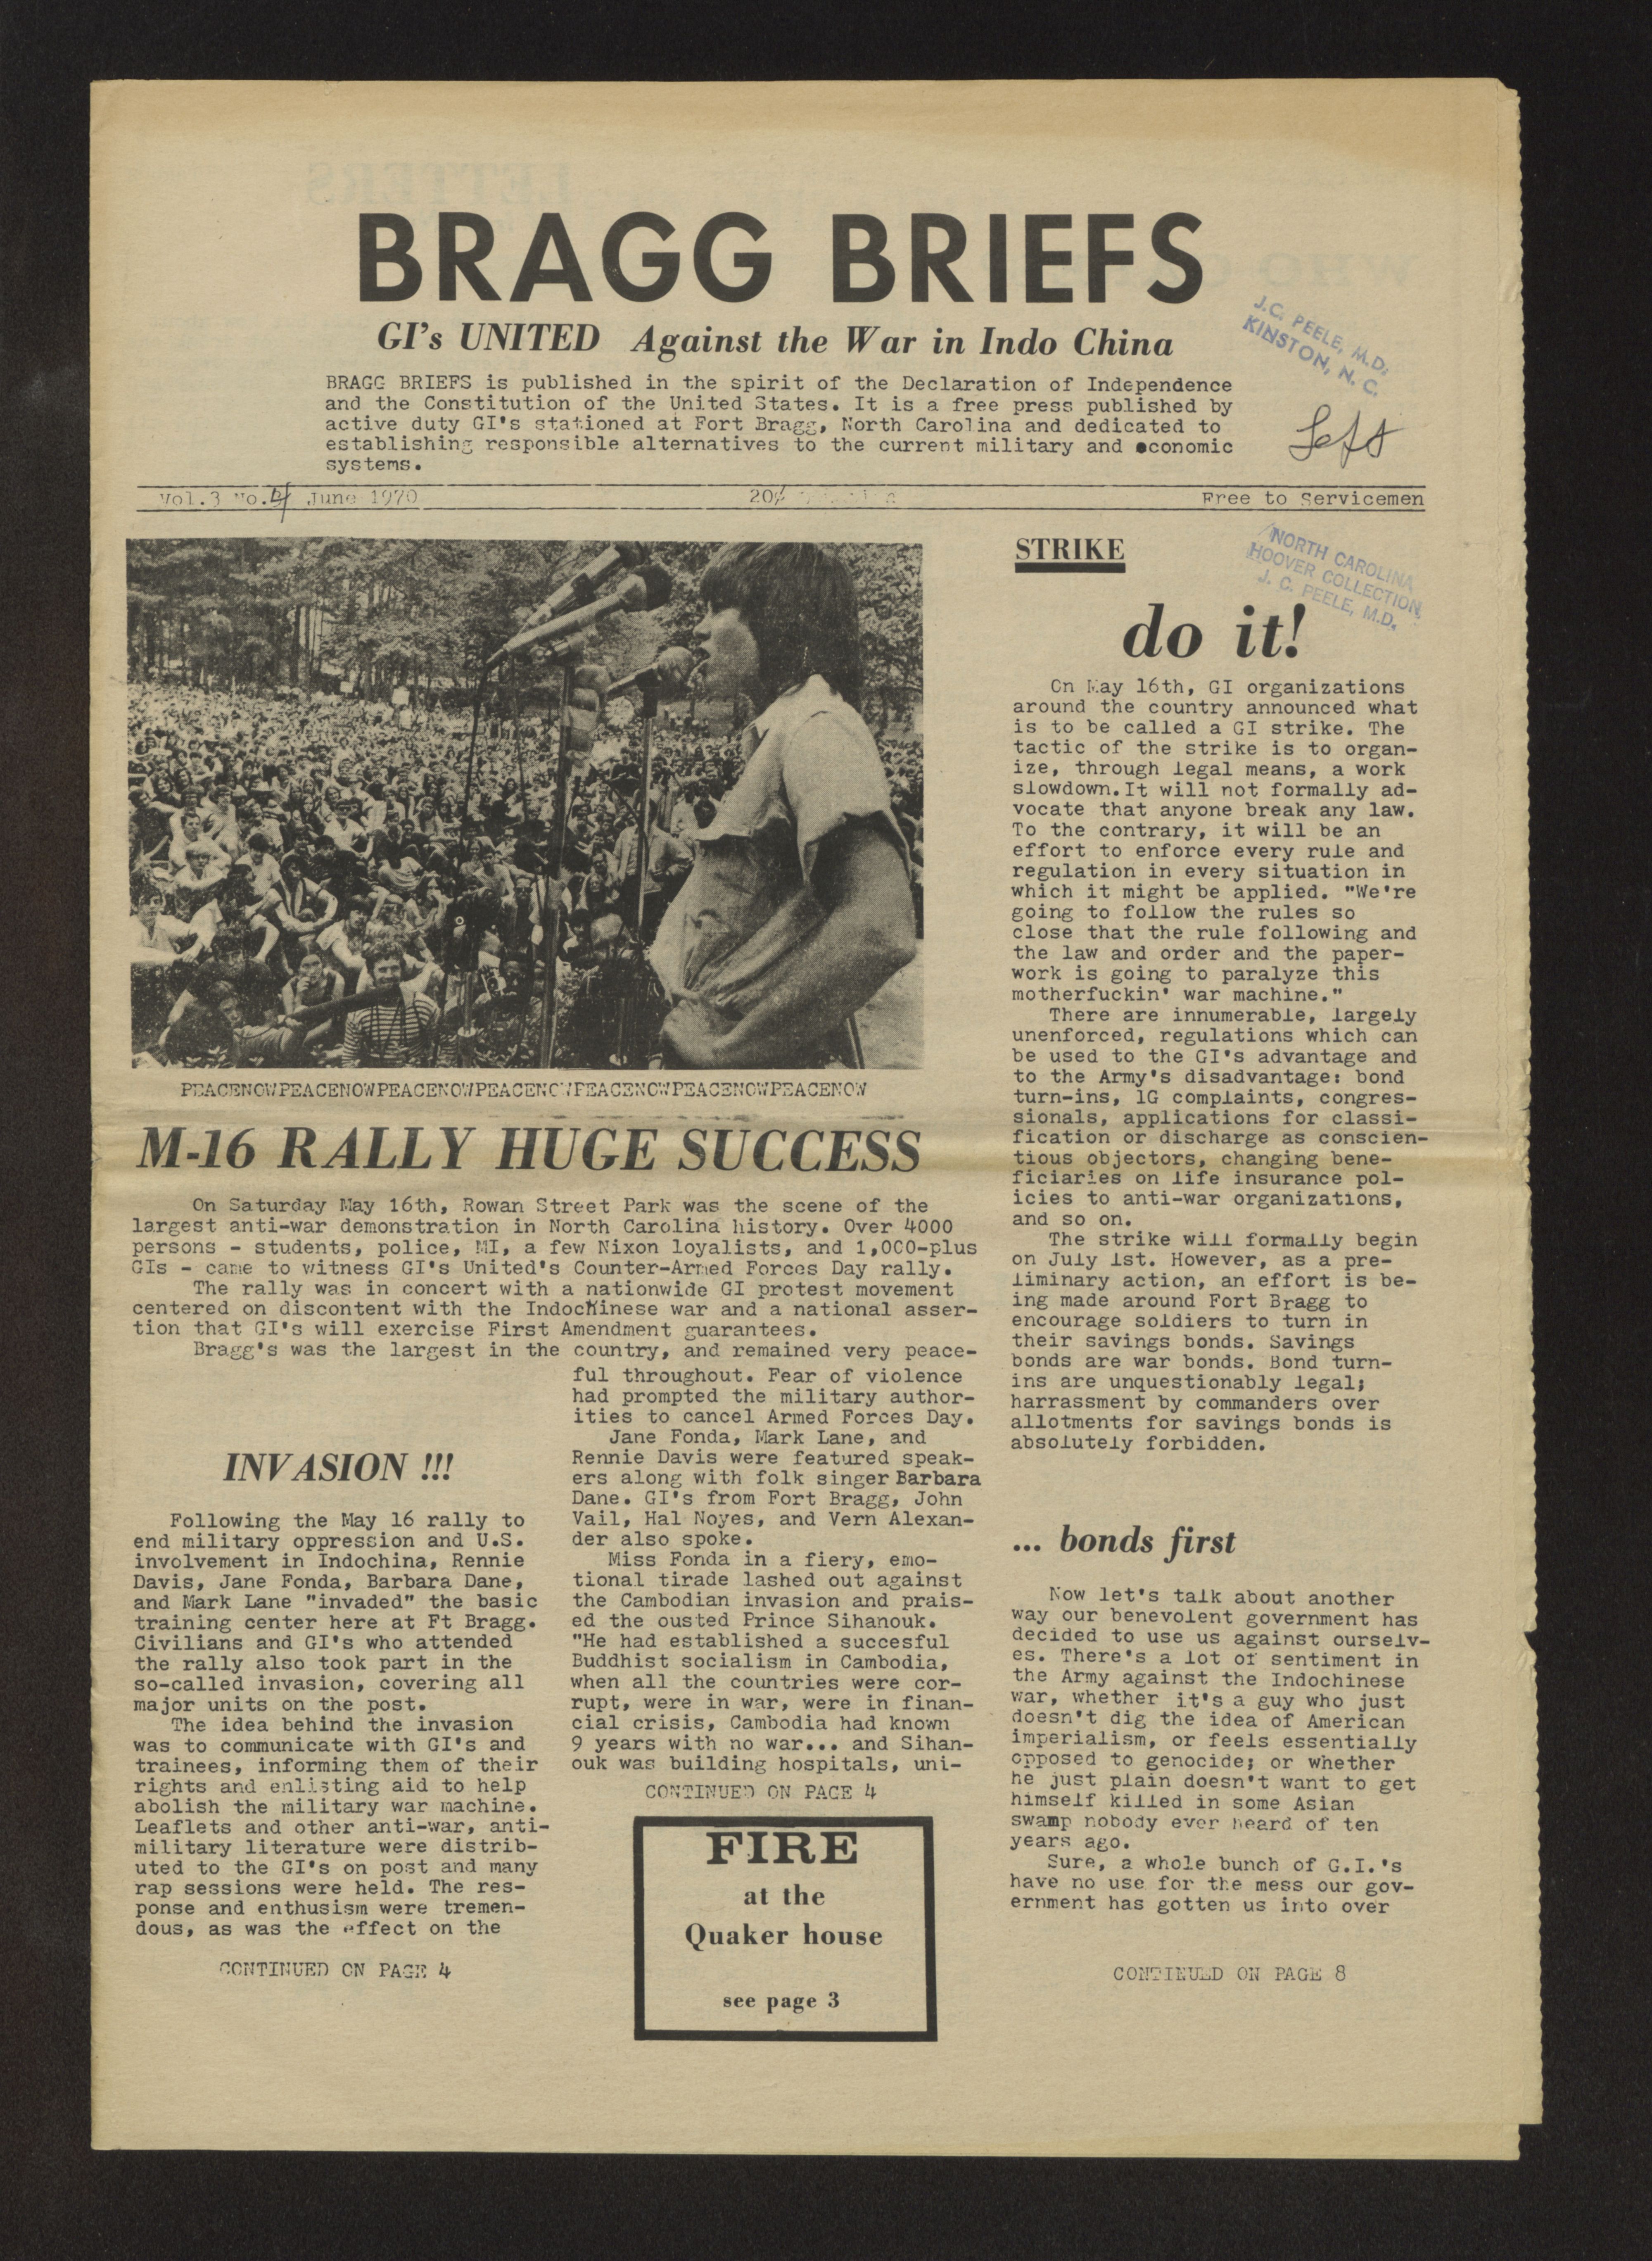 BRAGG BRIEFS
GI's UNITED Against the War in Indo China
BRAGG BRIEFS is published in the spirit of the Declaration of Independence
and the Constitution of the United States. It is a free press published by
active duty GI's stationed at Fort Bragg, North Carolina and dedicated to
establishing responsible alternatives to the current military and economic
systems.
J.C. PEELE, M.D.
KINSTON, N. C.
Left
Vol.3 No.4 June 1970
20¢
Free to Servicemen
PEACENOWPEACENOWPEACENOWPEACENOWPEACENOWPEACENOWPEACENOW
M-16 RALLY HUGE SUCCESS
On Saturday May 16th, Rowan Street Park was the scene of the
largest anti-war demonstration in North Carolina history. Over 4000
persons - students, police, MI, a few Nixon loyalists, and 1,000-plus
GIs - came to witness GI's United's Counter-Armed Forces Day rally.
The rally was in concert with a nationwide GI protest movement
centered on discontent with the Indochinese war and a national asser-
tion that GI's will exercise First Amendment guarantees.
Bragg's was the largest in the country, and remained very peace-
ful throughout. Fear of violence
had prompted the military author-
ities to cancel Armed Forces Day.
Jane Fonda, Mark Lane, and
Rennie Davis were featured speak-
ers along with folk singer Barbara
Dane. GI's from Fort Bragg, John
Vail, Hal Noyes, and Vern Alexan-
der also spoke.
Miss Fonda in a fiery, emo-
tional tirade lashed out against
the Cambodian invasion and prais-
ed the ousted Prince Sihanouk.
"He had established a succesful
Buddhist socialism in Cambodia,
when all the countries were cor-
rupt, were in war, were in finan-
cial crisis, Cambodia had known
9 years with no war... and Sihan-
ouk was building hospitals, uni-
CONTINUED ON PAGE 4
INVASION !!!
Following the May 16 rally to
end military oppression and U.S.
involvement in Indochina, Rennie
Davis, Jane Fonda, Barbara Dane,
and Mark Lane "invaded" the basic
training center here at Ft Bragg.
Civilians and GI's who attended
the rally also took part in the
so-called invasion, covering all
major units on the post.
The idea behind the invasion
was to communicate with GI's and
trainees, informing them of their
rights and enlisting aid to help
abolish the military war machine.
Leaflets and other anti-war, anti-
military literature were distrib-
uted to the GI's on post and many
rap sessions were held. The res-
ponse and enthusism were tremen-
dous, as was the effect on the
CONTINUED ON PAGE 4
FIRE
at the
Quaker house
see page 3
STRIKE
NORTH CAROLINA
HOOVER COLLECTION
J. C. PEELE, M.D.
do it!
On May 16th, GI organizations
around the country announced what
is to be called a GI strike. The
tactic of the strike is to organ-
ize, through legal means, a work
slowdown.It will not formally ad-
vocate that anyone break any law.
To the contrary, it will be an
effort to enforce every rule and
regulation in every situation in
which it might be applied. "We're
going to follow the rules so
close that the rule following and
the law and order and the paper-
work is going to paralyze this
motherfuckin' war machine."
There are innumerable, largely
unenforced, regulations which can
be used to the GI's advantage and
to the Army's disadvantage: bond
turn-ins, IG complaints, congres-
sionals, applications for classi-
fication or discharge as conscien-
tious objectors, changing bene-
ficiaries on life insurance pol-
icies to anti-war organizations,
and so on.
The strike will formally begin
on July 1st. However, as a pre-
liminary action, an effort is be-
ing made around Fort Bragg to
encourage soldiers to turn in
their savings bonds. Savings
bonds are war bonds. Bond turn-
ins are unquestionably legal;
harrassment by commanders over
allotments for savings bonds is
absolutely forbidden.
... bonds first
Now let's talk about another
way our benevolent government has
decided to use us against ourselv-
es. There's a lot of sentiment in
the Army against the Indochinese
war, whether it's a guy who just
doesn't dig the idea of American
imperialism, or feels essentially
opposed to genocide; or whether
he just plain doesn't want to get
himself killed in some Asian
swamp nobody ever heard of ten
years ago.
Sure, a whole bunch of G.I.'s
have no use for the mess our gov-
ernment has gotten us into over
CONTINUED ON PAGE 8